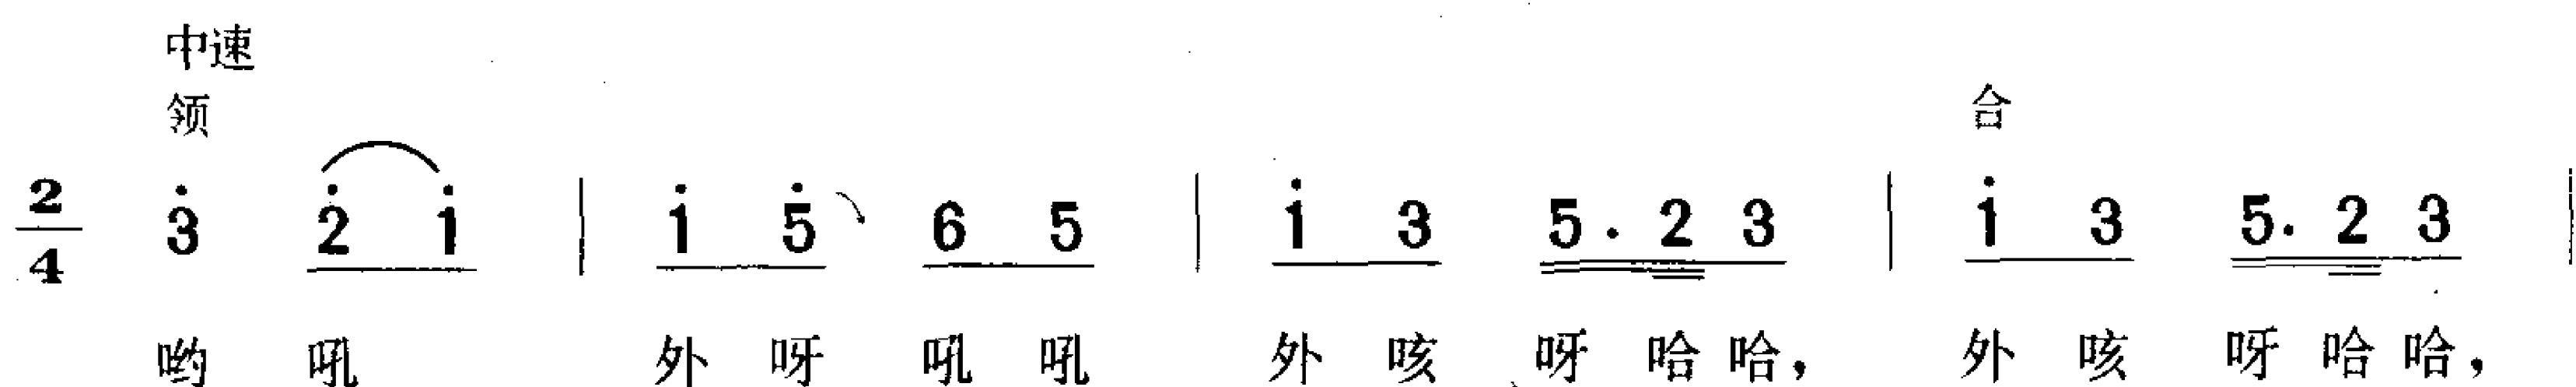 中速
领 合
2/4 3̇ 2̇ 1̇ | 1̇ 5̇ 6 5 | 1̇ 3 5. 2 3 | 1̇ 3 5. 2 3 |
哟 吼 外 呀 吼 吼 外 咳 呀 哈 哈， 外 咳 呀 哈 哈，